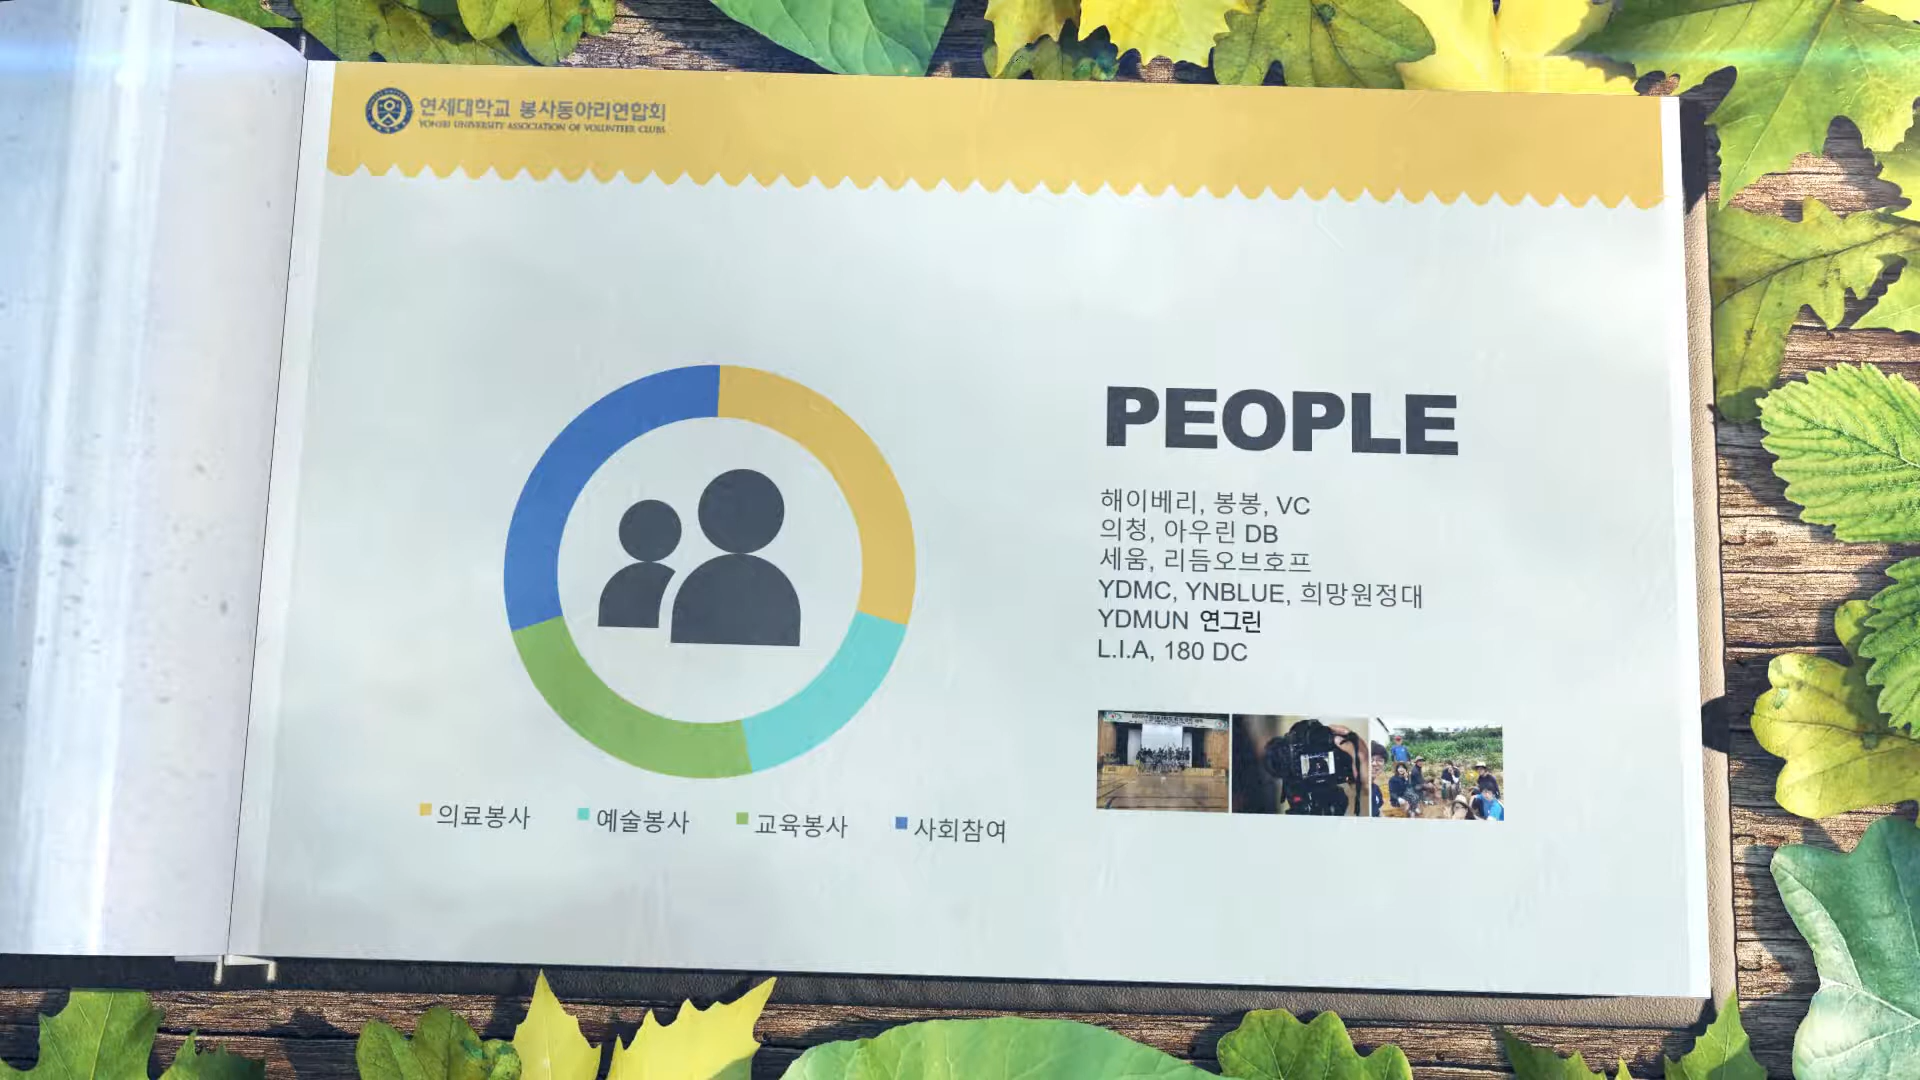 연세대학교 봉사동아리연합회
YONSEI UNIVERSITY ASSOCIATION OF VOLUNTEER CLUBS
PEOPLE
해이베리, 봉봉, VC
의청, 아우린 DB
세움, 리듬오브호프
YDMC, YNBLUE, 희망원정대
YDMUN 연그린
L.I.A, 180 DC
의료봉사
예술봉사
교육봉사
사회참여